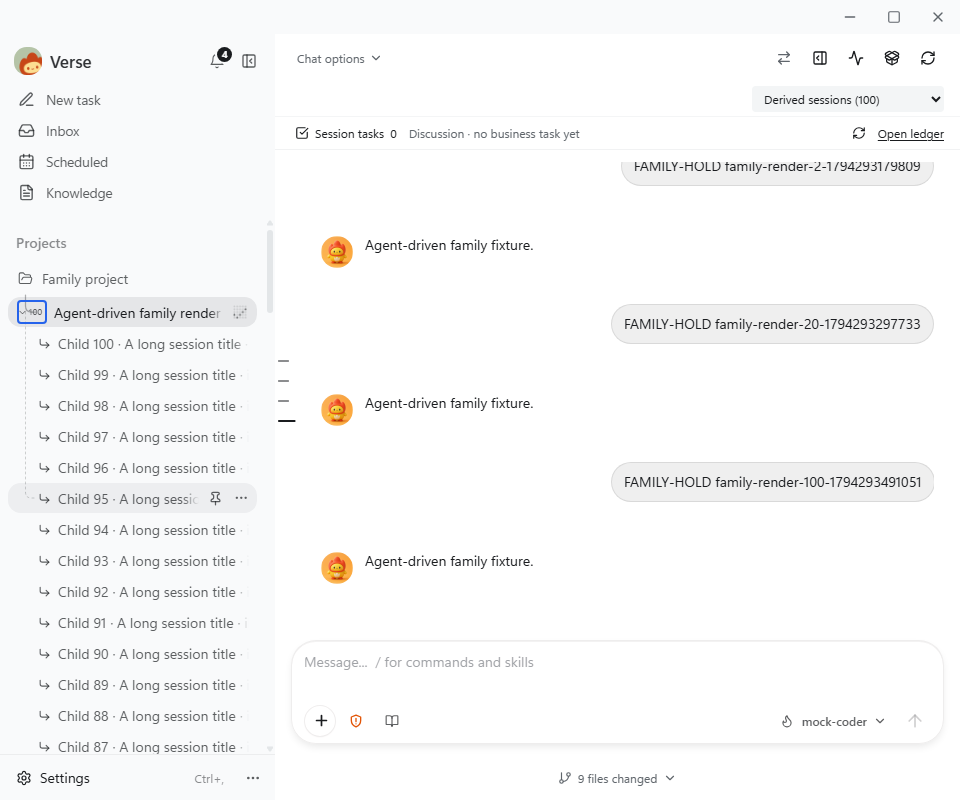 Verse
4
New task
Inbox
Scheduled
Knowledge
Projects
Family project
100
Agent-driven family render
Child 100 · A long session title
Child 99 · A long session title ·
Child 98 · A long session title ·
Child 97 · A long session title ·
Child 96 · A long session title ·
Child 95 · A long sessic
Child 94 · A long session title ·
Child 93 · A long session title ·
Child 92 · A long session title ·
Child 91 · A long session title ·
Child 90 · A long session title ·
Child 89 · A long session title ·
Child 88 · A long session title ·
Child 87 · A long session title ·
Settings
Ctrl+,
Chat options
Derived sessions (100)
Session tasks 0 Discussion · no business task yet
Open ledger
FAMILY-HOLD family-render-2-1794293179809
Agent-driven family fixture.
FAMILY-HOLD family-render-20-1794293297733
Agent-driven family fixture.
FAMILY-HOLD family-render-100-1794293491051
Agent-driven family fixture.
Message... / for commands and skills
mock-coder
9 files changed